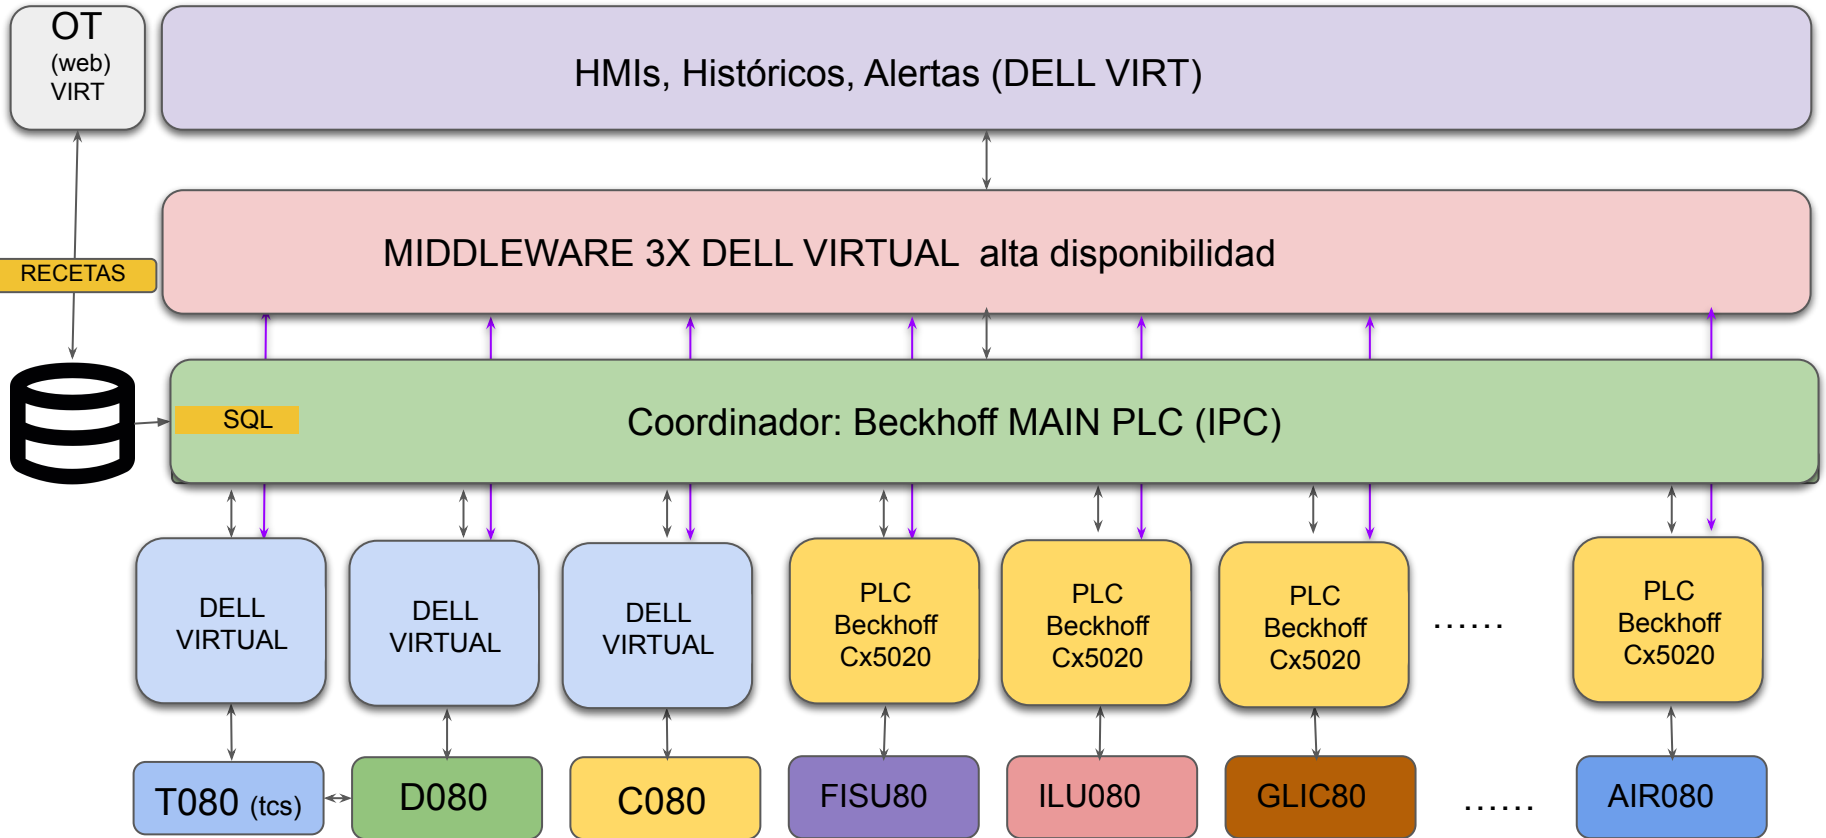 OT
(web)
VIRT
HMIs, Históricos, Alertas (DELL VIRT)
MIDDLEWARE 3X DELL VIRTUAL  alta disponibilidad
RECETAS
SQL
Coordinador: Beckhoff MAIN PLC (IPC)
DELL
VIRTUAL
DELL
VIRTUAL
DELL
VIRTUAL
PLC
Beckhoff
Cx5020
PLC
Beckhoff
Cx5020
PLC
Beckhoff
Cx5020
......
PLC
Beckhoff
Cx5020
T080 (tcs)
D080
C080
FISU80
ILU080
GLIC80
......
AIR080